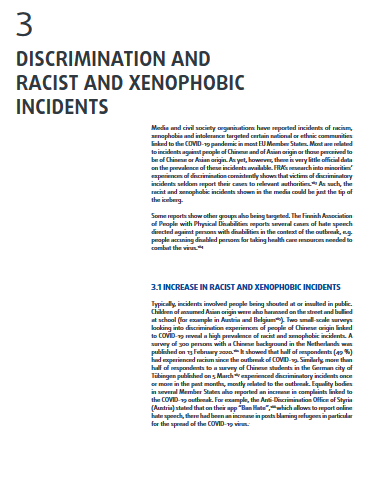 3
DISCRIMINATION AND
RACIST AND XENOPHOBIC
INCIDENTS
Media and civil society organisations have reported incidents of racism,
xenophobia and intolerance targeted certain national or ethnic communities
linked to the COVID-19 pandemic in most EU Member States. Most are related
to incidents against people of Chinese and of Asian origin or those perceived to
be of Chinese or Asian origin. As yet, however, there is very little official data
on the prevalence of these incidents available. FRA's research into minorities'
experiences of discrimination consistently shows that victims of discriminatory
incidents seldom report their cases to relevant authorities. As such, the
racist and xenophobic incidents shown in the media could be just the tip of
the iceberg.
Some reports show other groups also being targeted. The Finnish Association
of People with Physical Disabilities reports several cases of hate speech
directed against persons with disabilities in the context of the outbreak, e.g.
people accusing disabled persons for taking health care resources needed to
combat the virus.
3.1 INCREASE IN RACIST AND XENOPHOBIC INCIDENTS
Typically, incidents involved people being shouted at or insulted in public.
Children of assumed Asian origin were also harassed on the street and bullied
at school (for example in Austria and Belgium). Two small-scale surveys
looking into discrimination experiences of people of Chinese origin linked
to COVID-19 reveal a high prevalence of racist and xenophobic incidents. A
survey of 300 persons with a Chinese background in the Netherlands was
published on 13 February 2020. It showed that half of respondents (49 %)
had experienced racism since the outbreak of COVID-19. Similarly, more than
half of respondents to a survey of Chinese students in the German city of
Tübingen published on 5 March experienced discriminatory incidents once
or more in the past months, mostly related to the outbreak. Equality bodies
in several Member States also reported an increase in complaints linked to
the COVID-19 outbreak. For example, the Anti-Discrimination Office of Styria
(Austria) stated that on their app "Ban Hate", which allows to report online
hate speech, there had been an increase in posts blaming refugees in particular
for the spread of the COVID-19 virus.